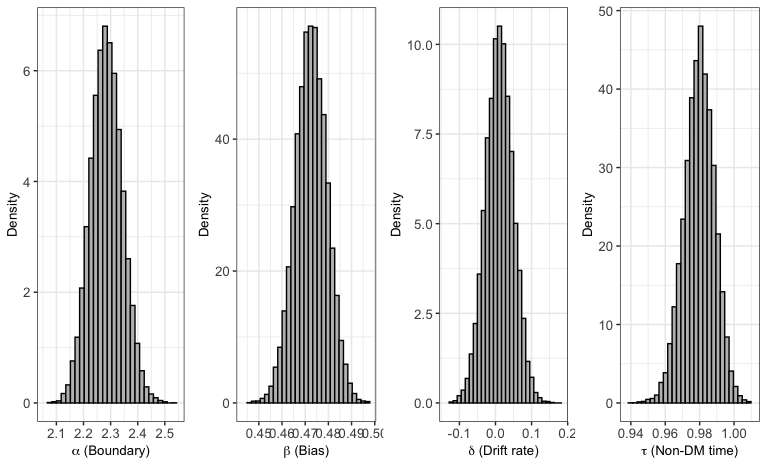 Density
6
4
2
0
2.1 2.2 2.3 2.4 2.5
α (Boundary)
Density
40
20
0
0.45 0.46 0.47 0.48 0.49 0.50
β (Bias)
Density
10.0
7.5
5.0
2.5
0.0
-0.1 0.0 0.1 0.2
δ (Drift rate)
Density
50
40
30
20
10
0
0.94 0.96 0.98 1.00
τ (Non-DM time)